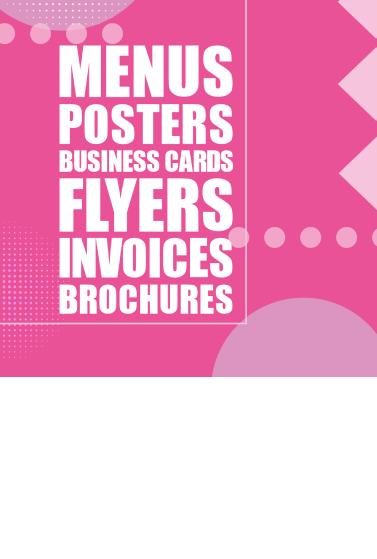 MENUS
POSTERS
BUSINESS CARDS
FLYERS
INVOICES
BROCHURES